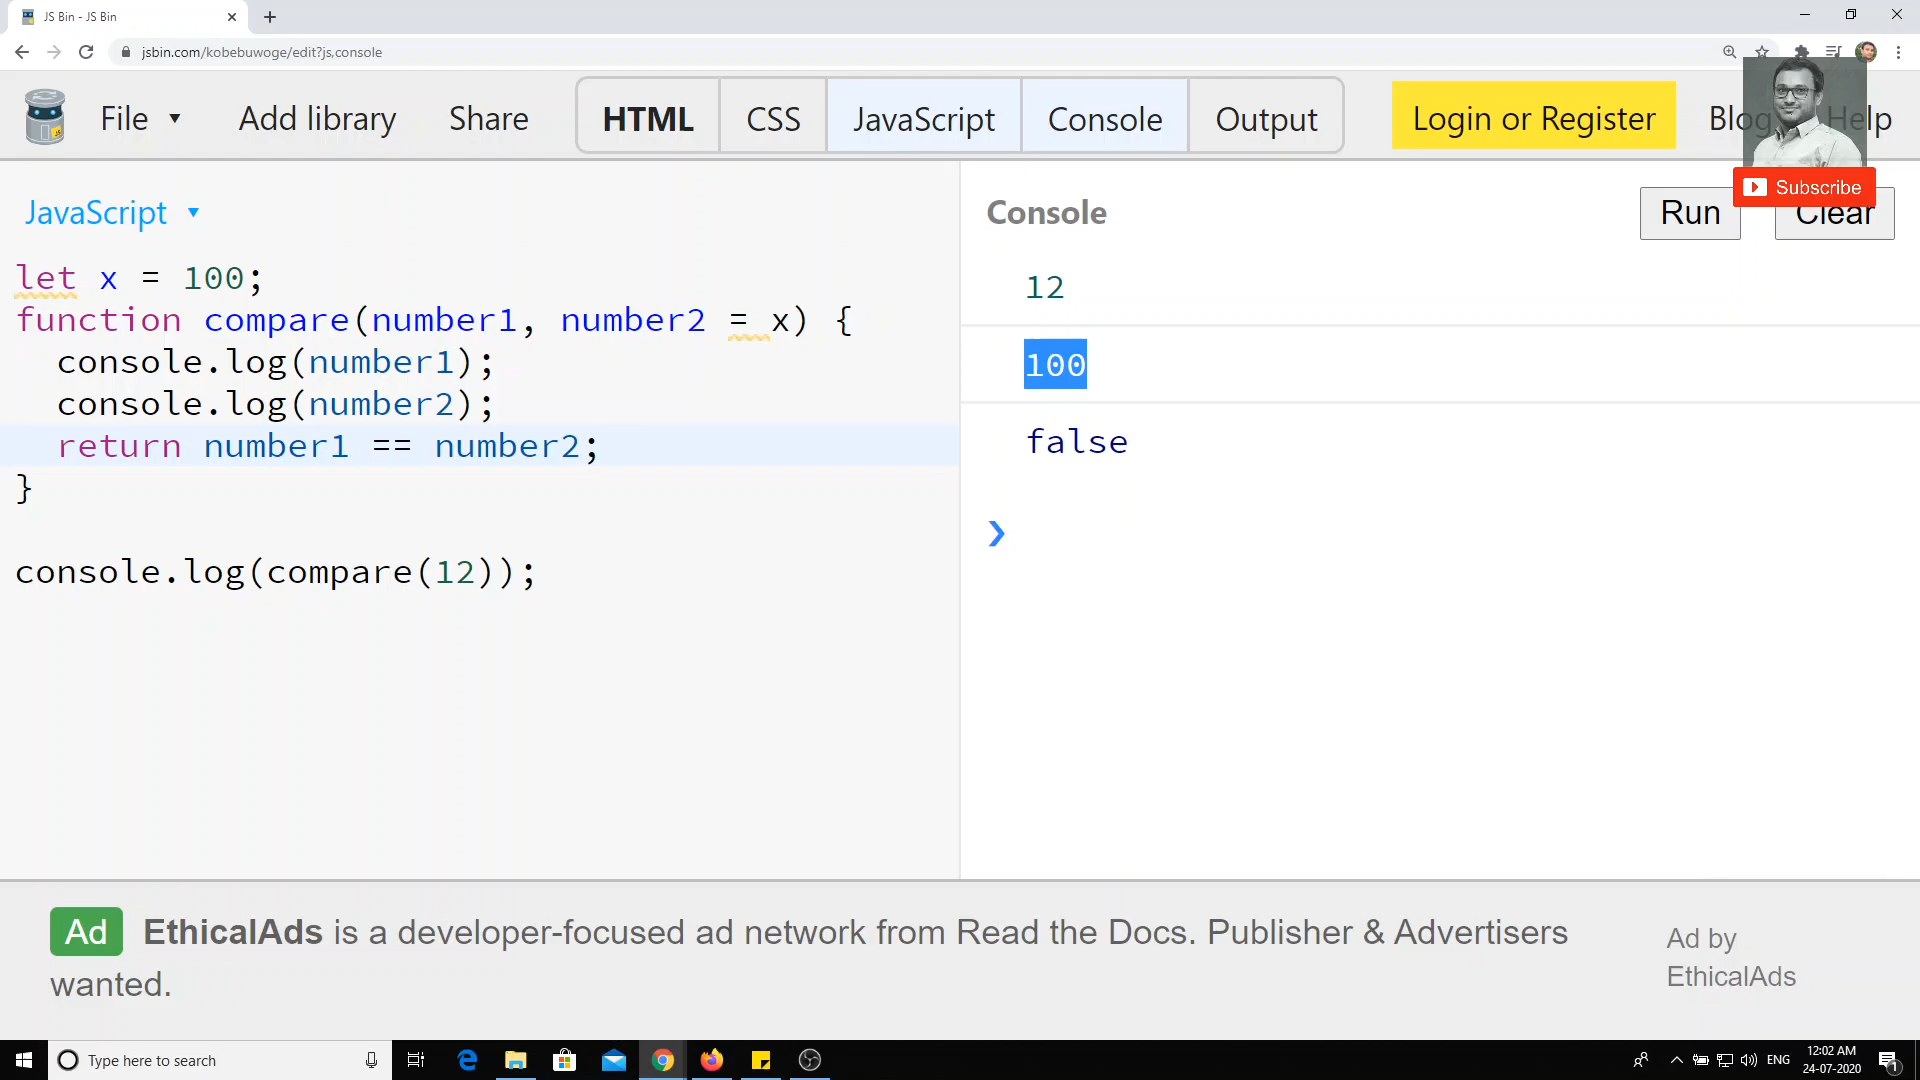 JS Bin - JS Bin
jsbin.com/kobebuwoge/edit?js,console
File Add library Share HTML CSS JavaScript Console Output Login or Register Blog Help
Subscribe
JavaScript
let x = 100;
function compare(number1, number2 = x) {
  console.log(number1);
  console.log(number2);
  return number1 == number2;
}
console.log(compare(12));
Console
Run Clear
12
100
false
Ad EthicalAds is a developer-focused ad network from Read the Docs. Publisher & Advertisers
wanted.
Ad by
EthicalAds
Type here to search
ENG
12:02 AM
24-07-2020
1